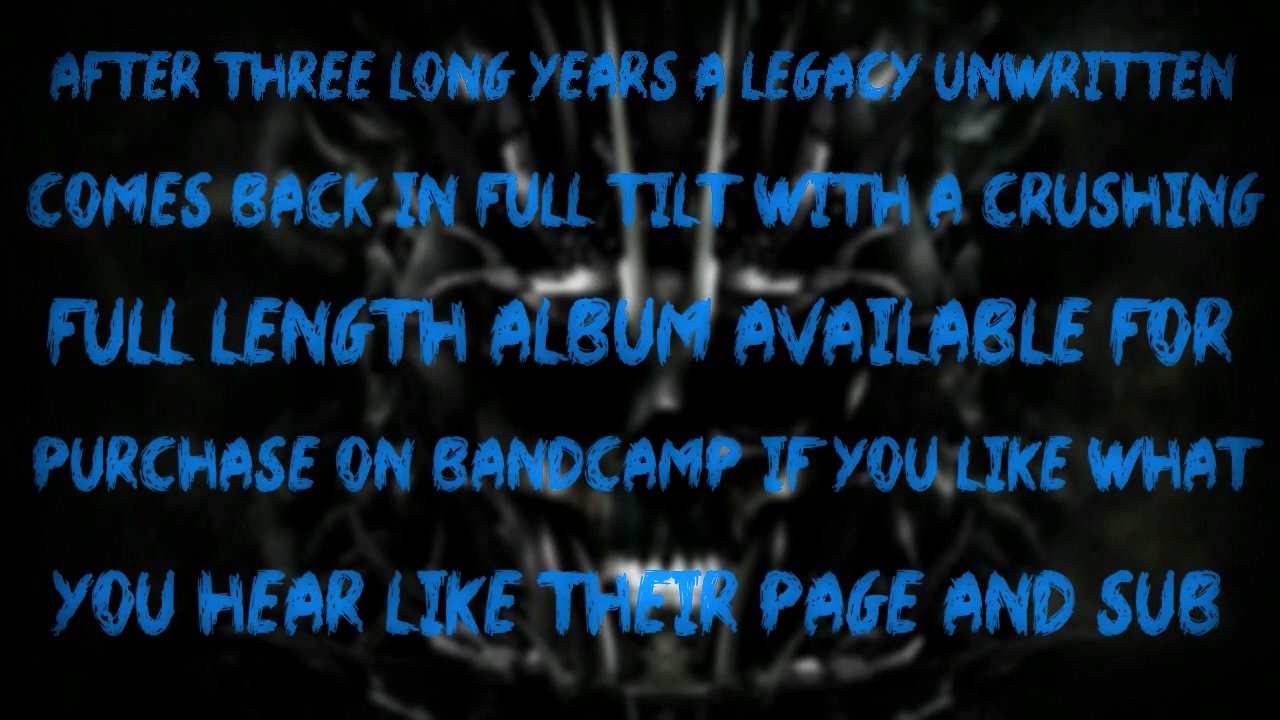 AFTER THREE LONG YEARS A LEGACY UNWRITTEN
COMES BACK IN FULL TILT WITH A CRUSHING
FULL LENGTH ALBUM AVAILABLE FOR
PURCHASE ON BANDCAMP IF YOU LIKE WHAT
YOU HEAR LIKE THEIR PAGE AND SUB